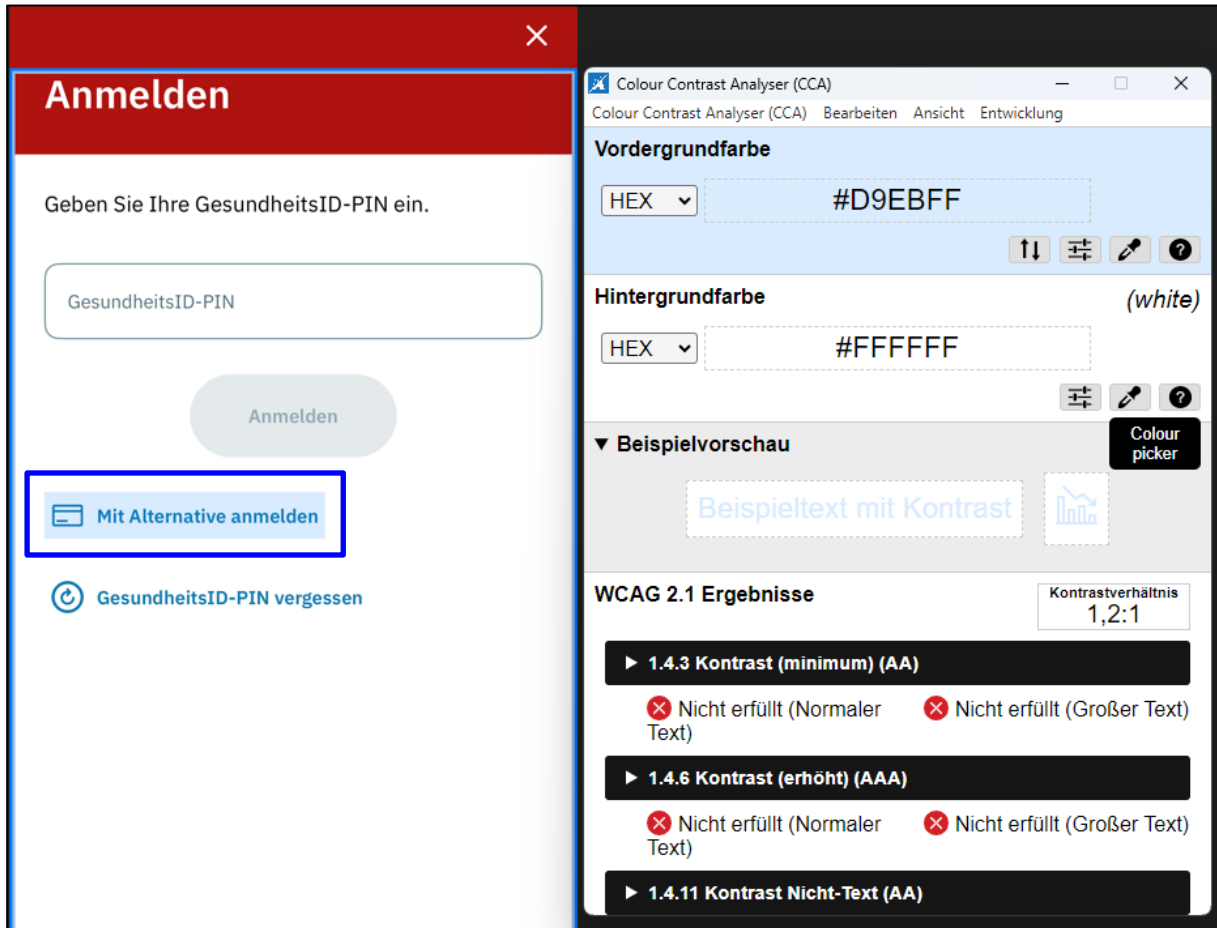 Anmelden
Geben Sie Ihre GesundheitsID-PIN ein.
GesundheitsID-PIN
Anmelden
Mit Alternative anmelden
GesundheitsID-PIN vergessen
Colour Contrast Analyser (CCA)
Colour Contrast Analyser (CCA) Bearbeiten Ansicht Entwicklung
Vordergrundfarbe
HEX #D9EBFF
Hintergrundfarbe (white)
HEX #FFFFFF
Colour
picker
Beispielvorschau
Beispieltext mit Kontrast
WCAG 2.1 Ergebnisse
Kontrastverhältnis
1,2:1
1.4.3 Kontrast (minimum) (AA)
Nicht erfüllt (Normaler
Text)
Nicht erfüllt (Großer Text)
1.4.6 Kontrast (erhöht) (AAA)
Nicht erfüllt (Normaler
Text)
Nicht erfüllt (Großer Text)
1.4.11 Kontrast Nicht-Text (AA)